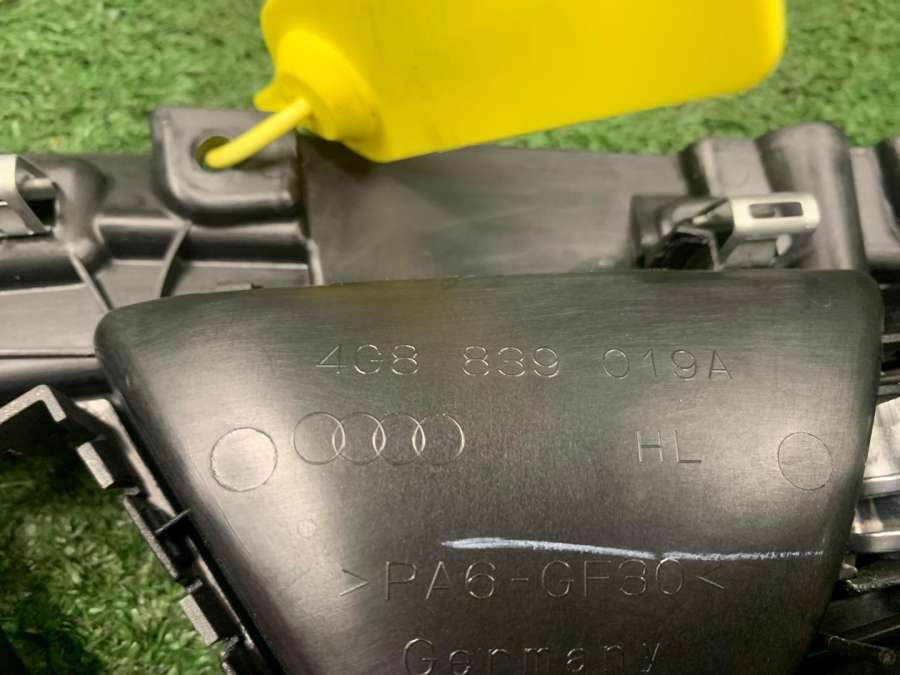 4G8 839 019A
HL
>PA6-GF30<
Germany